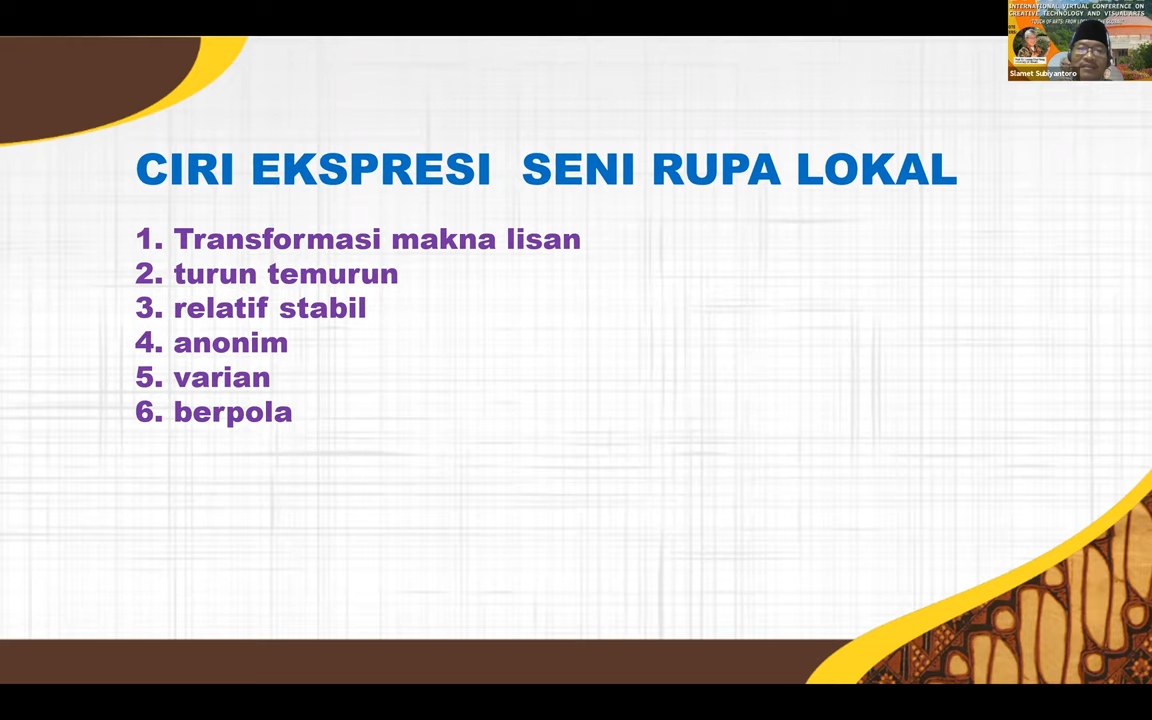 INTERNATIONAL VIRTUAL CONFERENCE ON
CREATIVE TECHNOLOGY AND VISUAL ARTS
Slamet Subiyantoro
CIRI EKSPRESI SENI RUPA LOKAL
1. Transformasi makna lisan
2. turun temurun
3. relatif stabil
4. anonim
5. varian
6. berpola